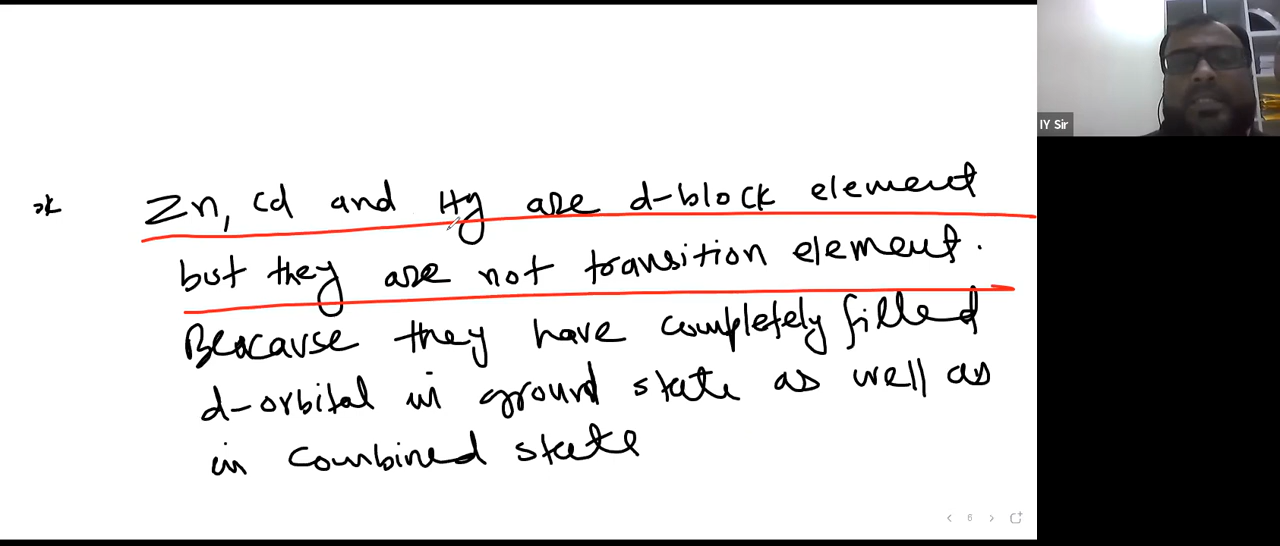 * Zn, Cd and Hg are d-block element
but they are not transition element.
Beacause they have completely filled
d-orbital in ground state as well as
in combined state
IY Sir
6